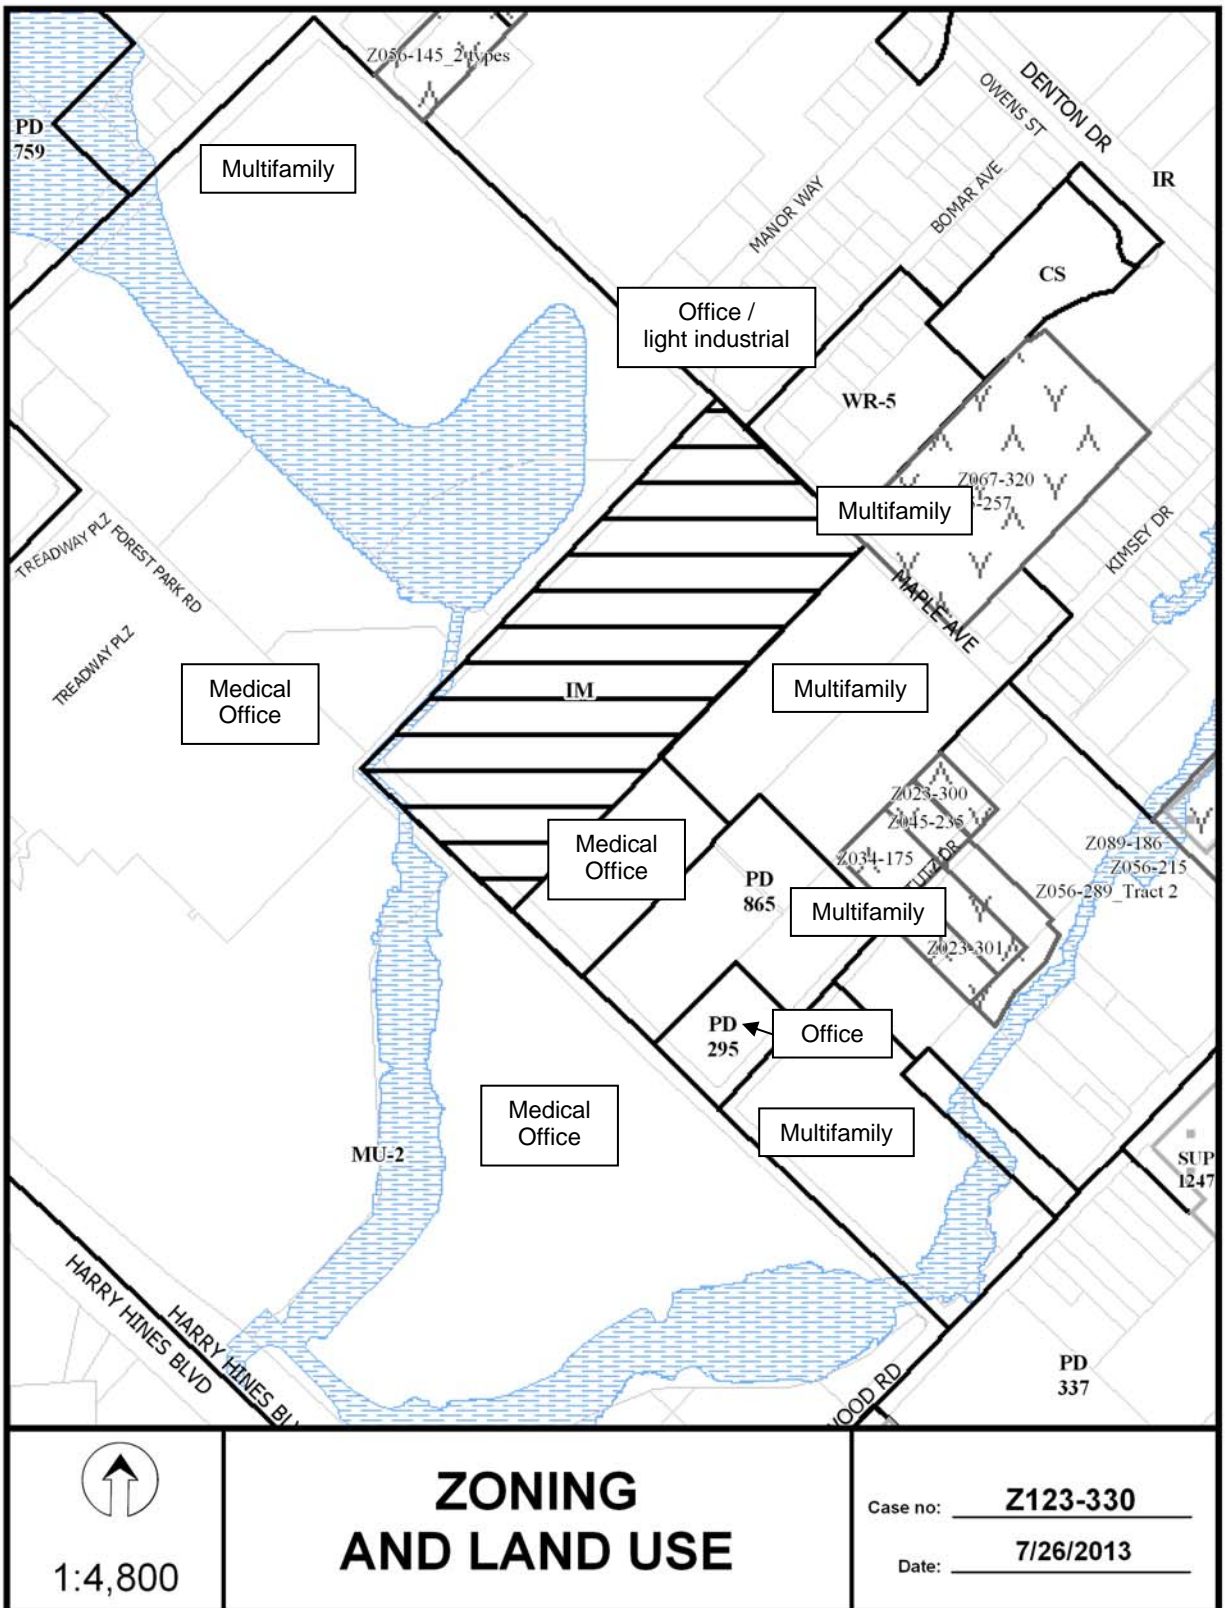 Z056-145_2 types
DENTON DR
OWENS ST
PD
759
Multifamily
IR
MANOR WAY
BOMAR AVE
CS
Office /
light industrial
WR-5
Z067-320
-257
Multifamily
TREADWAY PLZ
FOREST PARK RD
KIMSEY DR
MAPLE AVE
TREADWAY PLZ
Medical
Office
IM
Multifamily
Z023-300
Z045-235
Z034-175
Z089-186
Z056-215
Z056-289_Tract 2
Medical
Office
PD
865
Multifamily
Z023-301
PD
295
Office
Medical
Office
Multifamily
MU-2
SUP
1247
HARRY HINES BLVD
HARRY HINES BLV
PD
337
WOOD RD
1:4,800
ZONING
AND LAND USE
Case no: Z123-330
Date: 7/26/2013